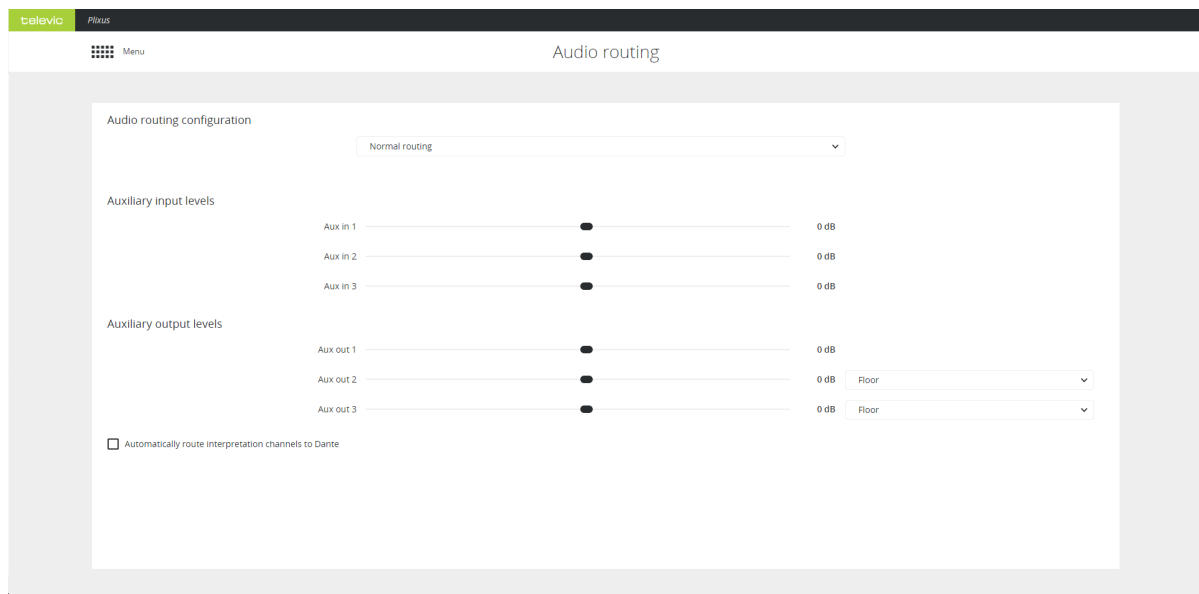 televic Plixus
Menu Audio routing
Audio routing configuration
Normal routing
Auxiliary input levels
Aux in 1 0 dB
Aux in 2 0 dB
Aux in 3 0 dB
Auxiliary output levels
Aux out 1 0 dB
Aux out 2 0 dB Floor
Aux out 3 0 dB Floor
Automatically route interpretation channels to Dante